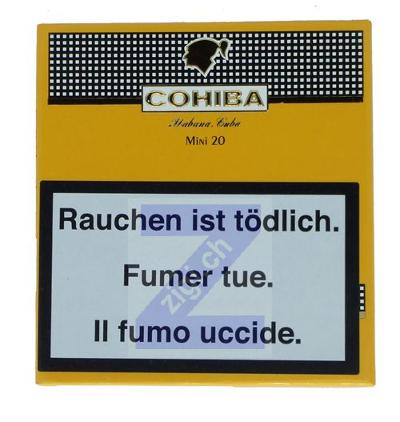 COHIBA
Habana, Cuba
MINI 20
Rauchen ist tödlich.
Fumer tue.
Il fumo uccide.
zigi.ch